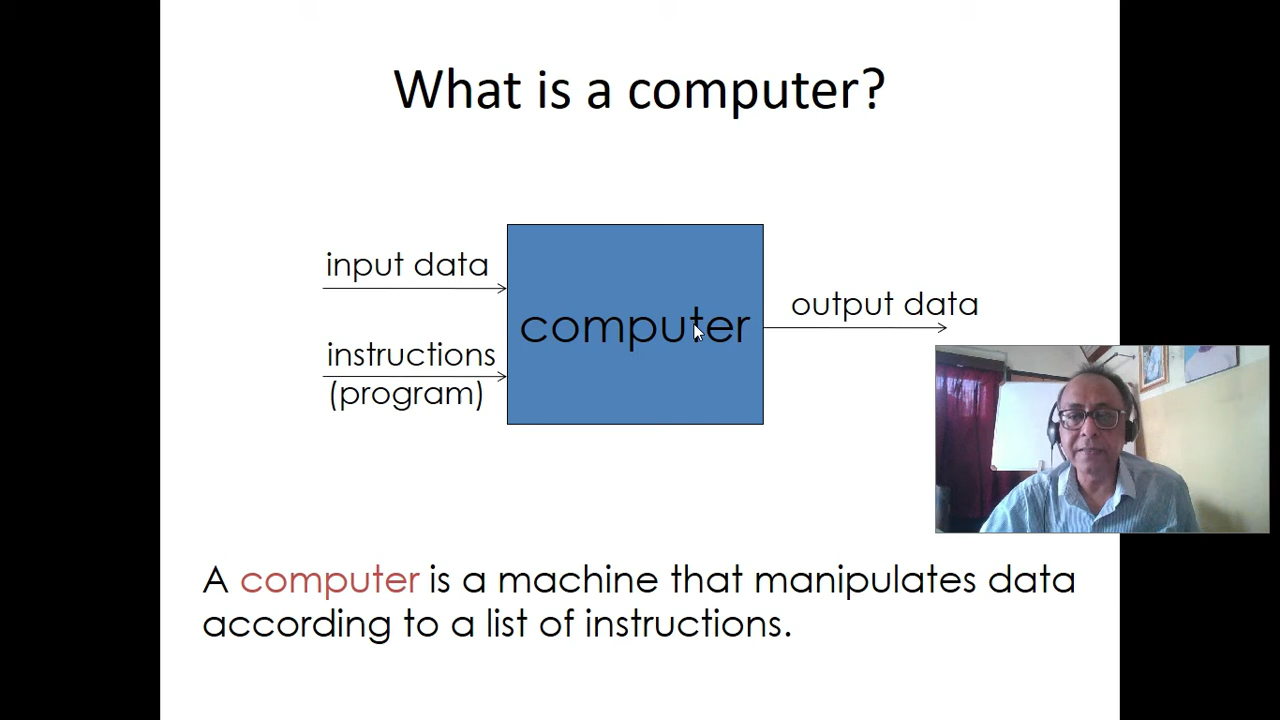 What is a computer?
input data
instructions
(program)
computer
output data
A computer is a machine that manipulates data
according to a list of instructions.